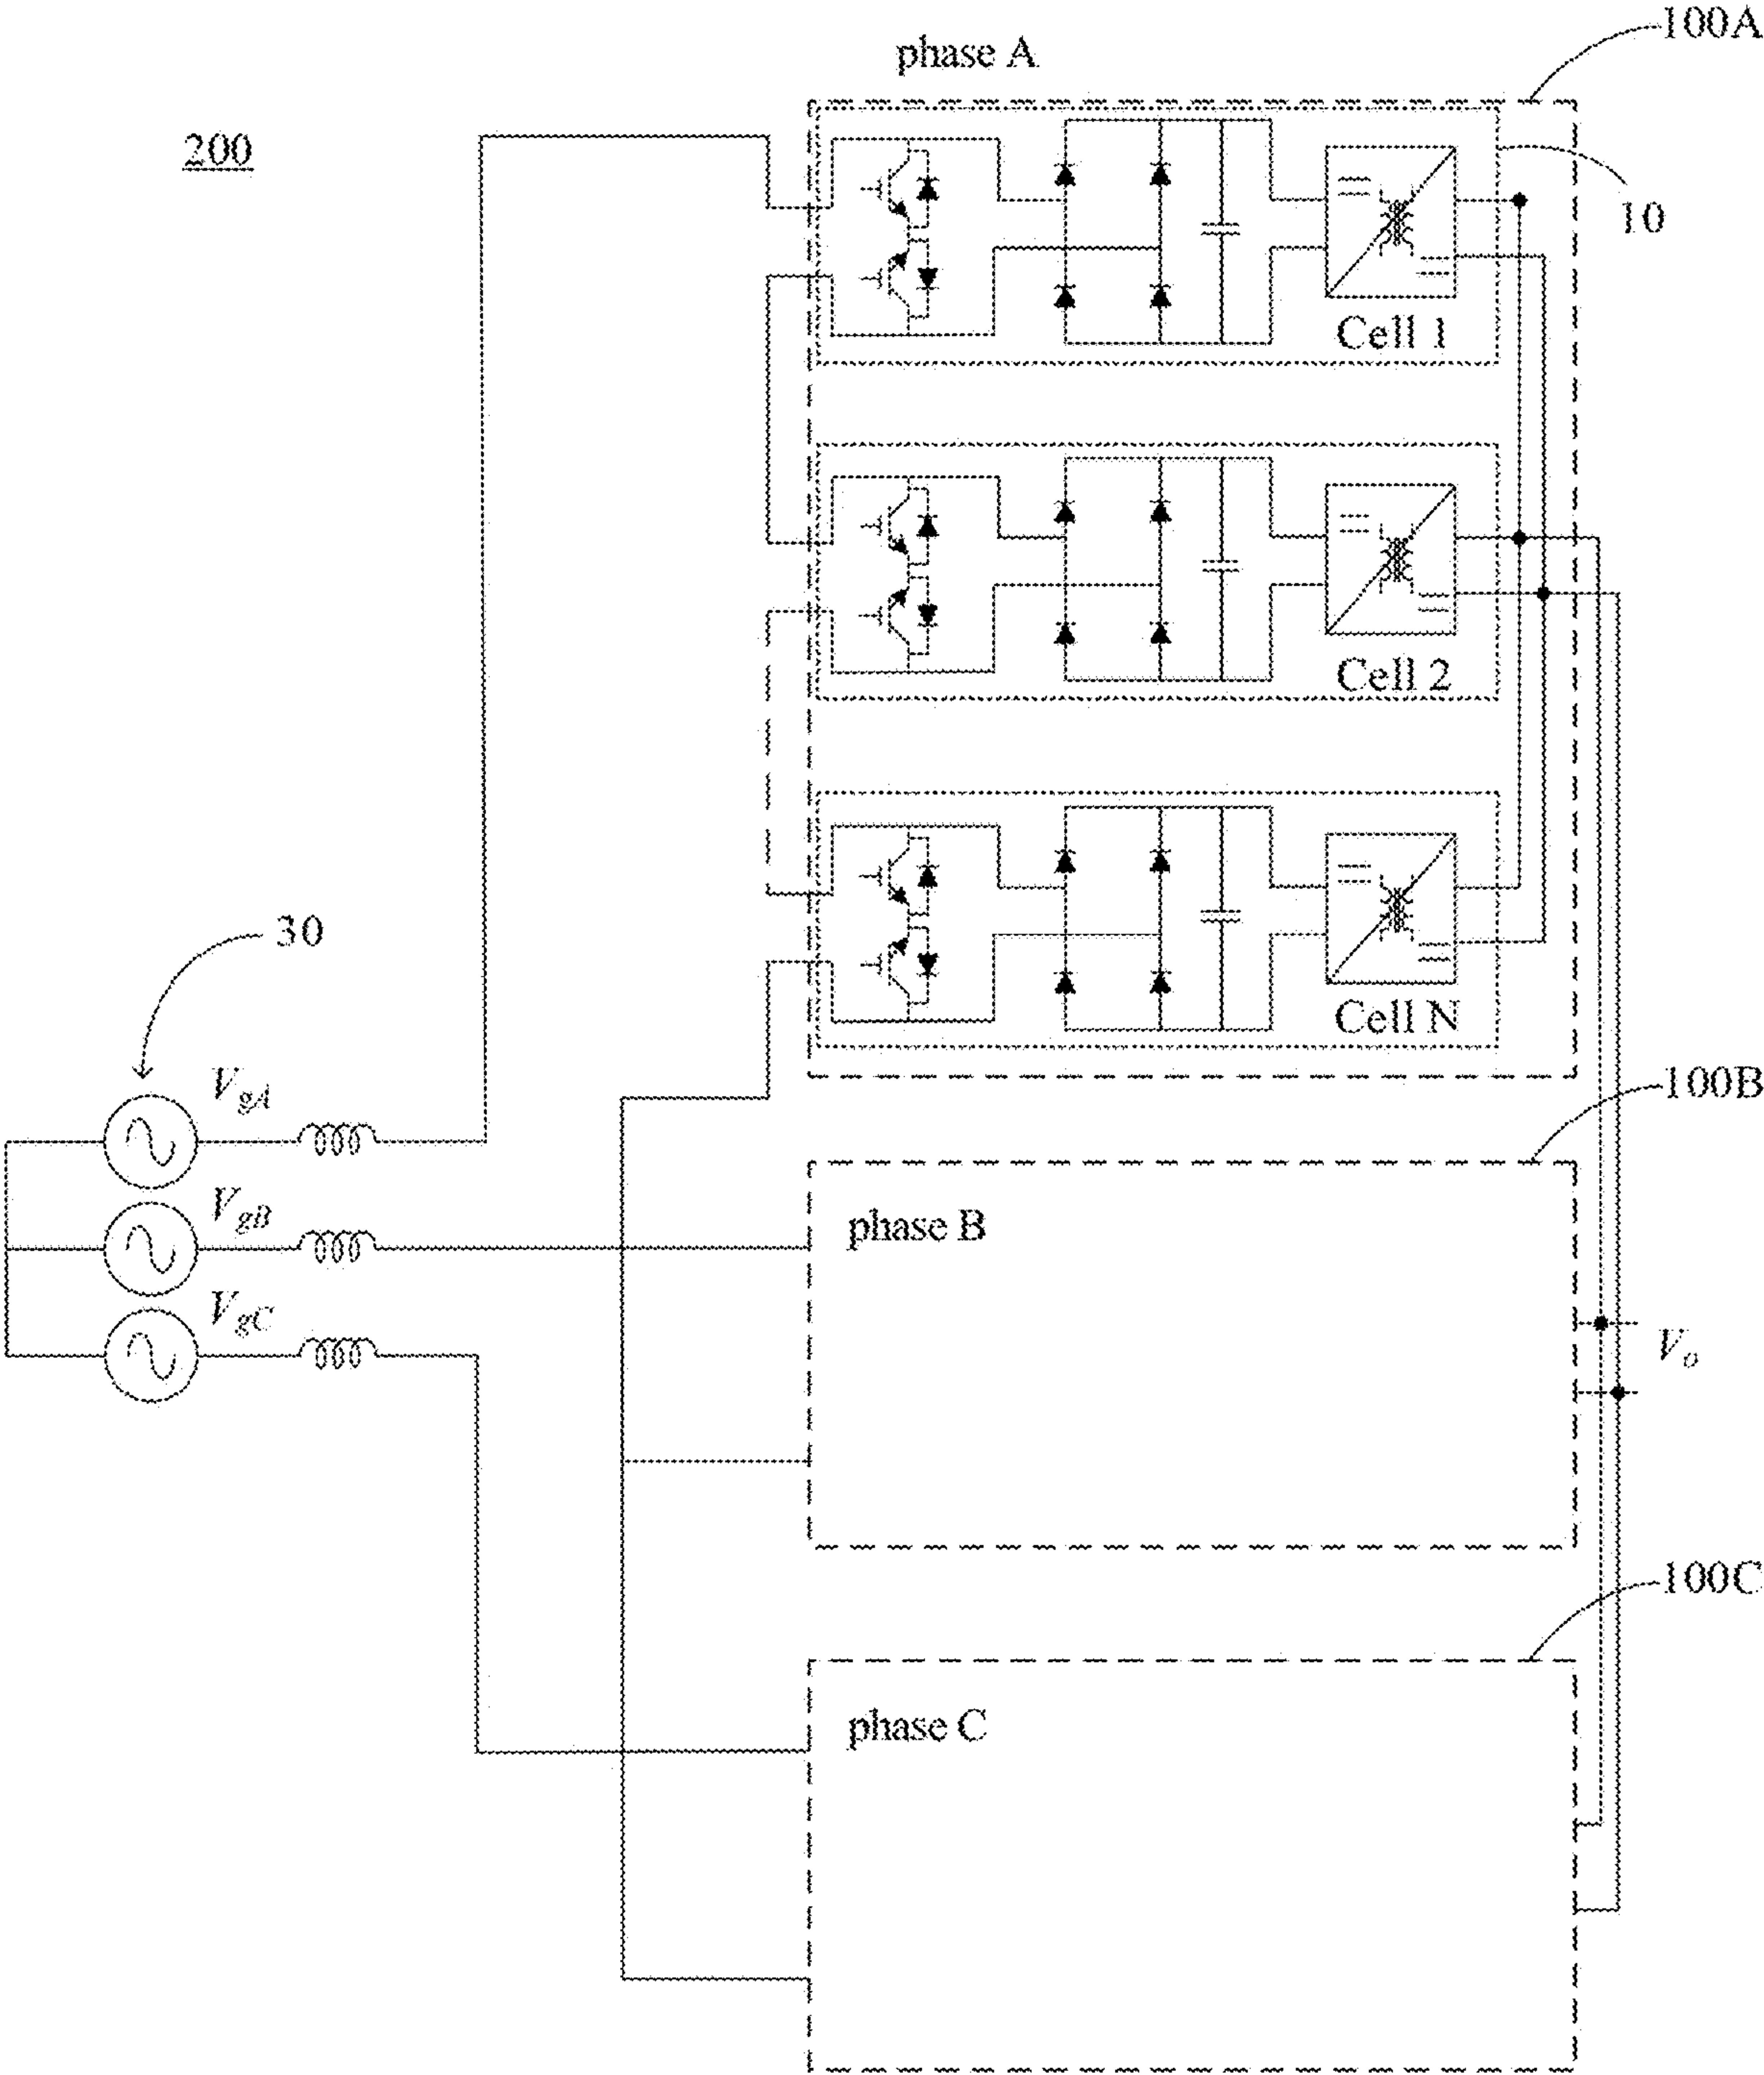 100A
phase A
200
10
Cell 1
Cell 2
30
Cell N
VgA
100B
VgB
phase B
VgC
Vo
100C
phase C